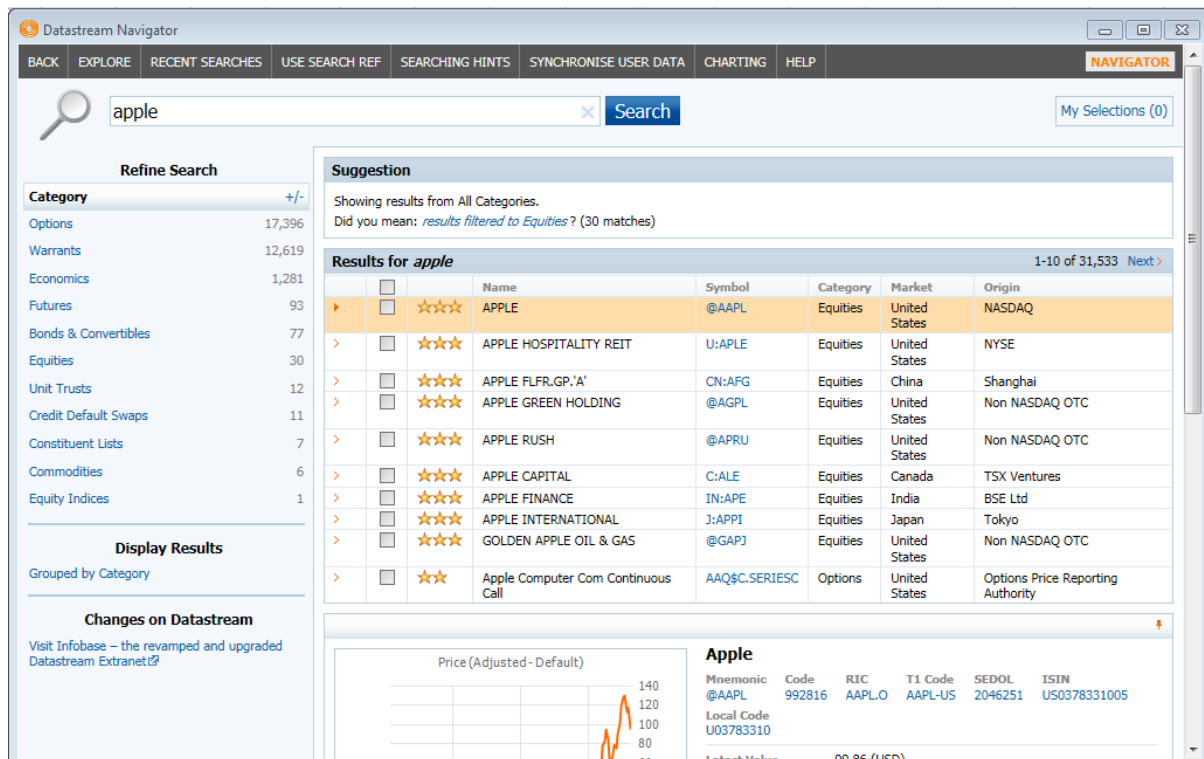 Datastream Navigator
BACK EXPLORE RECENT SEARCHES USE SEARCH REF SEARCHING HINTS SYNCHRONISE USER DATA CHARTING HELP NAVIGATOR
apple Search My Selections (0)
Refine Search
Category +/-
Options 17,396
Warrants 12,619
Economics 1,281
Futures 93
Bonds & Convertibles 77
Equities 30
Unit Trusts 12
Credit Default Swaps 11
Constituent Lists 7
Commodities 6
Equity Indices 1
Display Results
Grouped by Category
Changes on Datastream
Visit Infobase – the revamped and upgraded
Datastream Extranet
Suggestion
Showing results from All Categories.
Did you mean: results filtered to Equities ? (30 matches)
Results for apple 1-10 of 31,533 Next >
Name Symbol Category Market Origin
APPLE @AAPL Equities United States NASDAQ
APPLE HOSPITALITY REIT U:APLE Equities United States NYSE
APPLE FLFR.GP.'A' CN:AFG Equities China Shanghai
APPLE GREEN HOLDING @AGPL Equities United States Non NASDAQ OTC
APPLE RUSH @APRU Equities United States Non NASDAQ OTC
APPLE CAPITAL C:ALE Equities Canada TSX Ventures
APPLE FINANCE IN:APE Equities India BSE Ltd
APPLE INTERNATIONAL J:APPI Equities Japan Tokyo
GOLDEN APPLE OIL & GAS @GAPJ Equities United States Non NASDAQ OTC
Apple Computer Com Continuous Call AAQ$C.SERIESC Options United States Options Price Reporting Authority
Price (Adjusted - Default)
140
120
100
80
Apple
Mnemonic Code RIC T1 Code SEDOL ISIN
@AAPL 992816 AAPL.O AAPL-US 2046251 US0378331005
Local Code
U03783310
Latest Value 99.86 (USD)